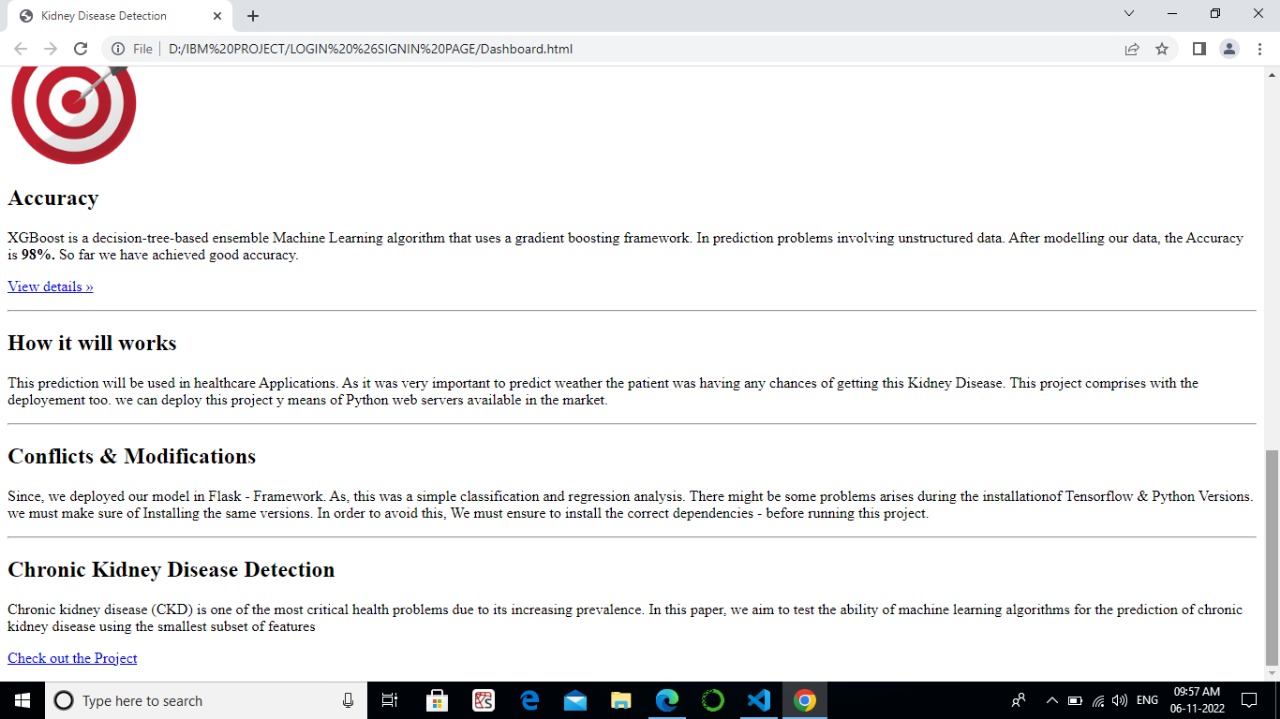 Kidney Disease Detection
File
D:/IBM%20PROJECT/LOGIN%20%26SIGNIN%20PAGE/Dashboard.html
Accuracy
XGBoost is a decision-tree-based ensemble Machine Learning algorithm that uses a gradient boosting framework. In prediction problems involving unstructured data. After modelling our data, the Accuracy
is 98%. So far we have achieved good accuracy.
View details »
How it will works
This prediction will be used in healthcare Applications. As it was very important to predict weather the patient was having any chances of getting this Kidney Disease. This project comprises with the
deployement too. we can deploy this project y means of Python web servers available in the market.
Conflicts & Modifications
Since, we deployed our model in Flask - Framework. As, this was a simple classification and regression analysis. There might be some problems arises during the installationof Tensorflow & Python Versions.
we must make sure of Installing the same versions. In order to avoid this, We must ensure to install the correct dependencies - before running this project.
Chronic Kidney Disease Detection
Chronic kidney disease (CKD) is one of the most critical health problems due to its increasing prevalence. In this paper, we aim to test the ability of machine learning algorithms for the prediction of chronic
kidney disease using the smallest subset of features
Check out the Project
Type here to search
ENG
09:57 AM
06-11-2022